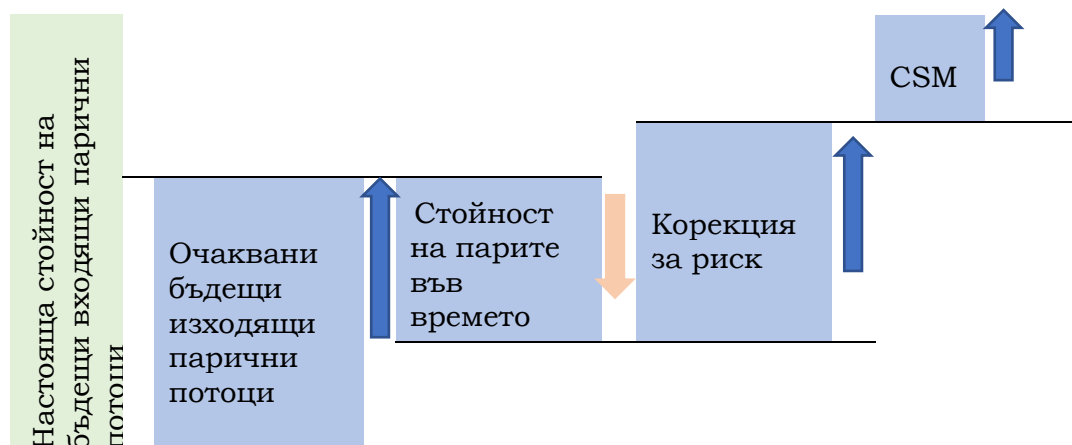 Настояща стойност на
бъдещи входящи парични
потоци
Очаквани
бъдещи
изходящи
парични
потоци
Стойност
на парите
във
времето
Корекция
за риск
CSM